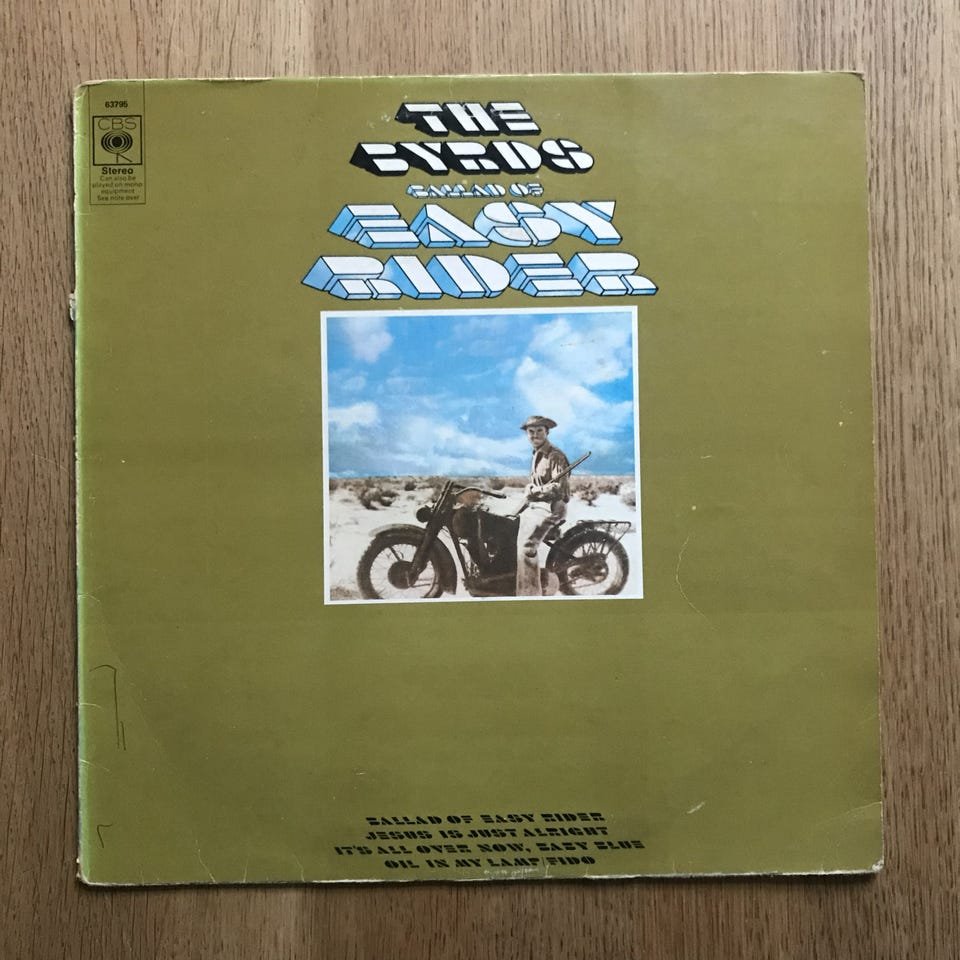 63795
CBS
Stereo
Can also be
played on mono
equipment
See note over
THE
BYRDS
BALLAD OF
EASY
RIDER
BALLAD OF EASY RIDER
JESUS IS JUST ALRIGHT
IT'S ALL OVER NOW, BABY BLUE
OIL IN MY LAMP/FIDO